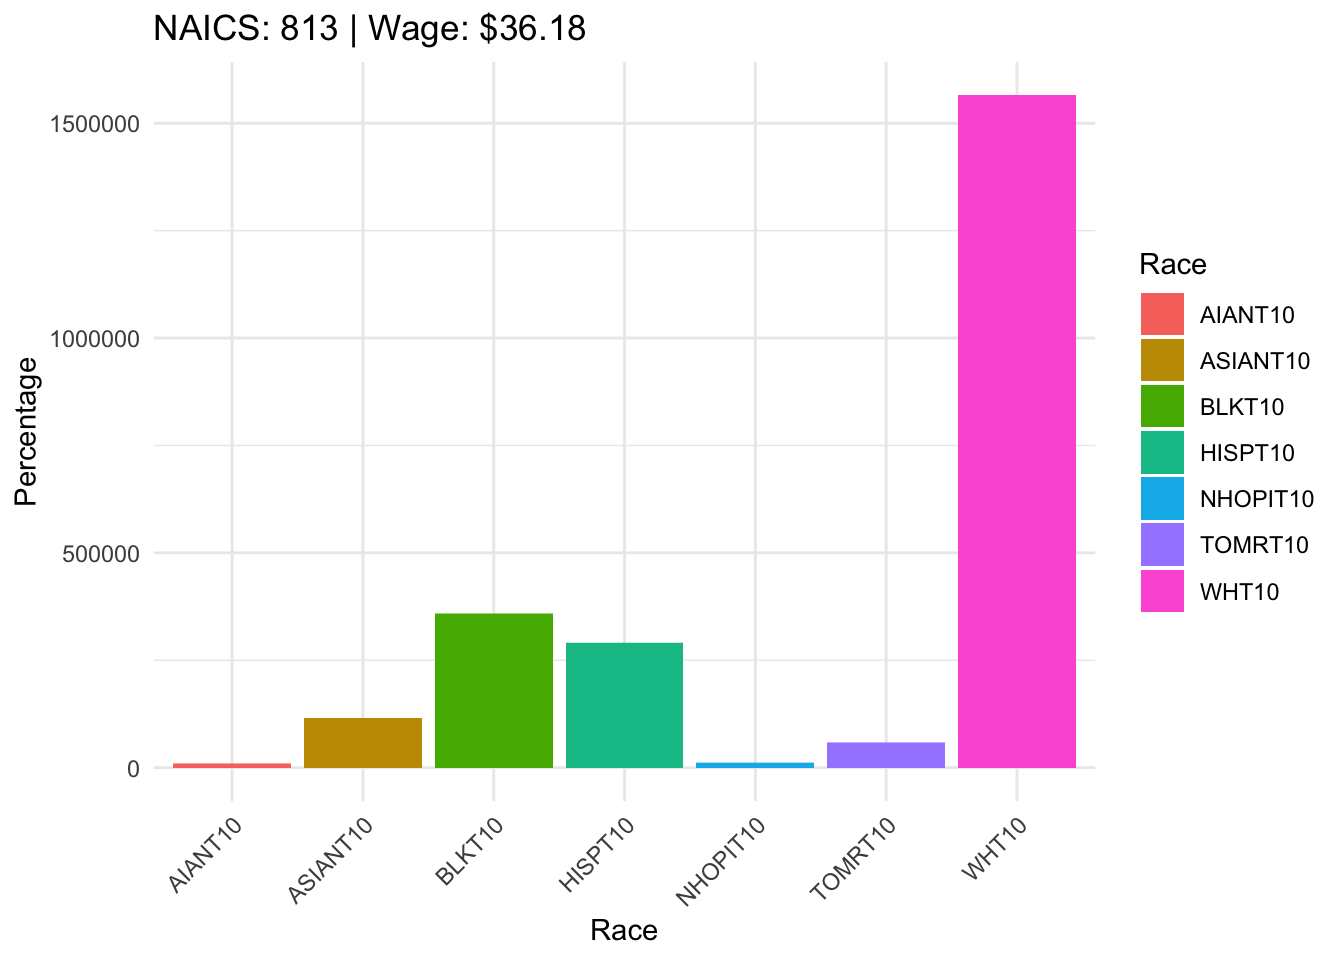 NAICS: 813 | Wage: $36.18
Percentage
1500000
1000000
500000
0
AIANT10
ASIANT10
BLKT10
HISPT10
NHOPIT10
TOMRT10
WHT10
Race
Race
AIANT10
ASIANT10
BLKT10
HISPT10
NHOPIT10
TOMRT10
WHT10